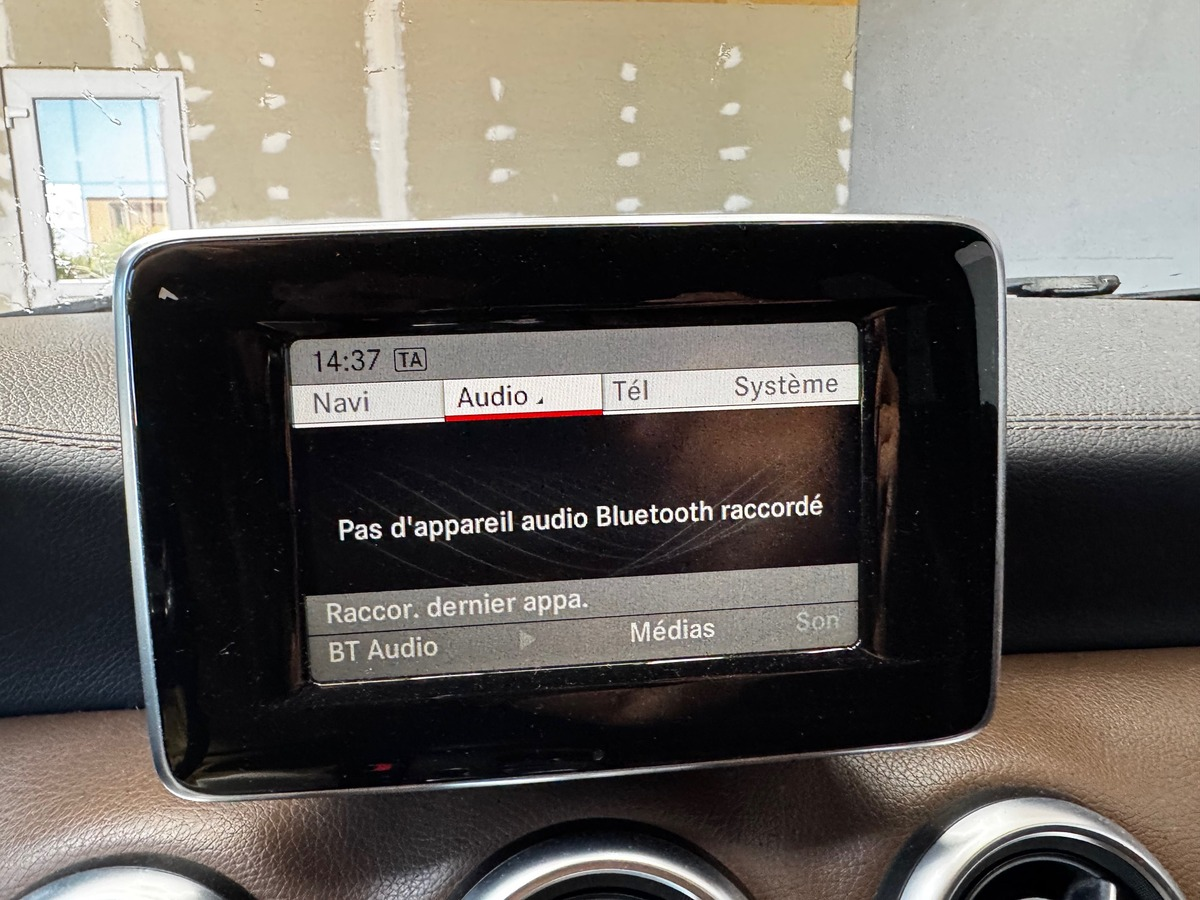 14:37 TA
Navi Audio Tél Système
Pas d'appareil audio Bluetooth raccordé
Raccor. dernier appa.
BT Audio Médias Son